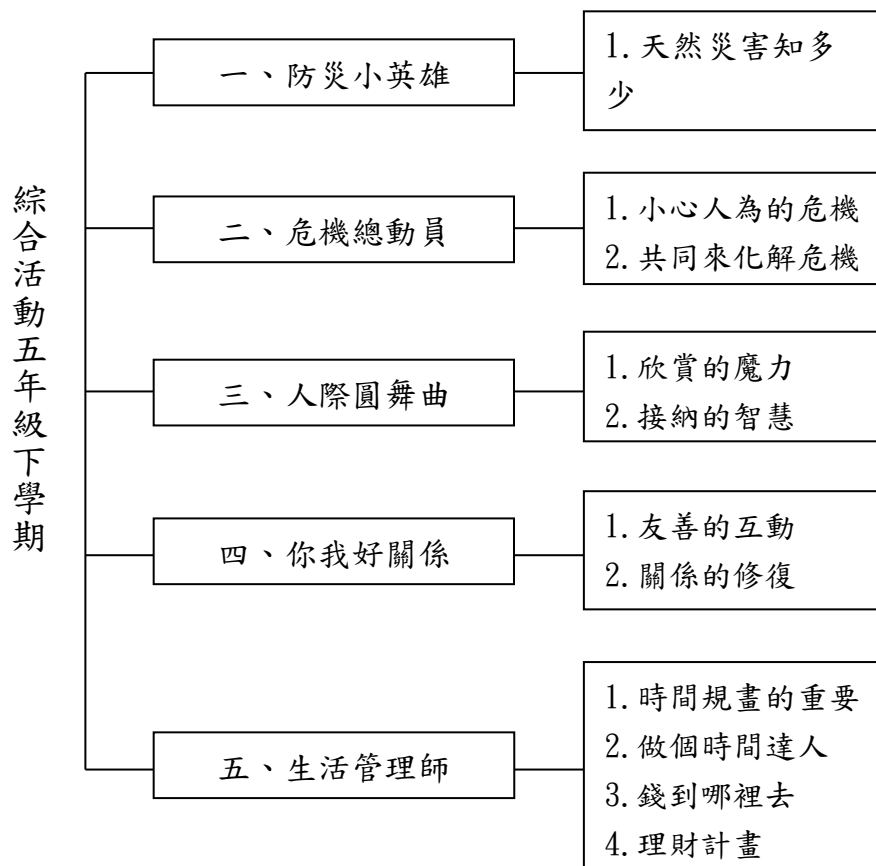 綜合活動五年級下學期
一、防災小英雄
1.天然災害知多
少
二、危機總動員
1.小心人為的危機
2.共同來化解危機
三、人際圓舞曲
1.欣賞的魔力
2.接納的智慧
四、你我好關係
1.友善的互動
2.關係的修復
五、生活管理師
1.時間規畫的重要
2.做個時間達人
3.錢到哪裡去
4.理財計畫